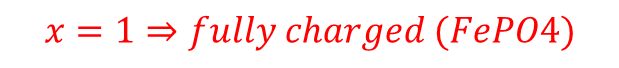 x = 1 ⇒ fully charged (FePO4)